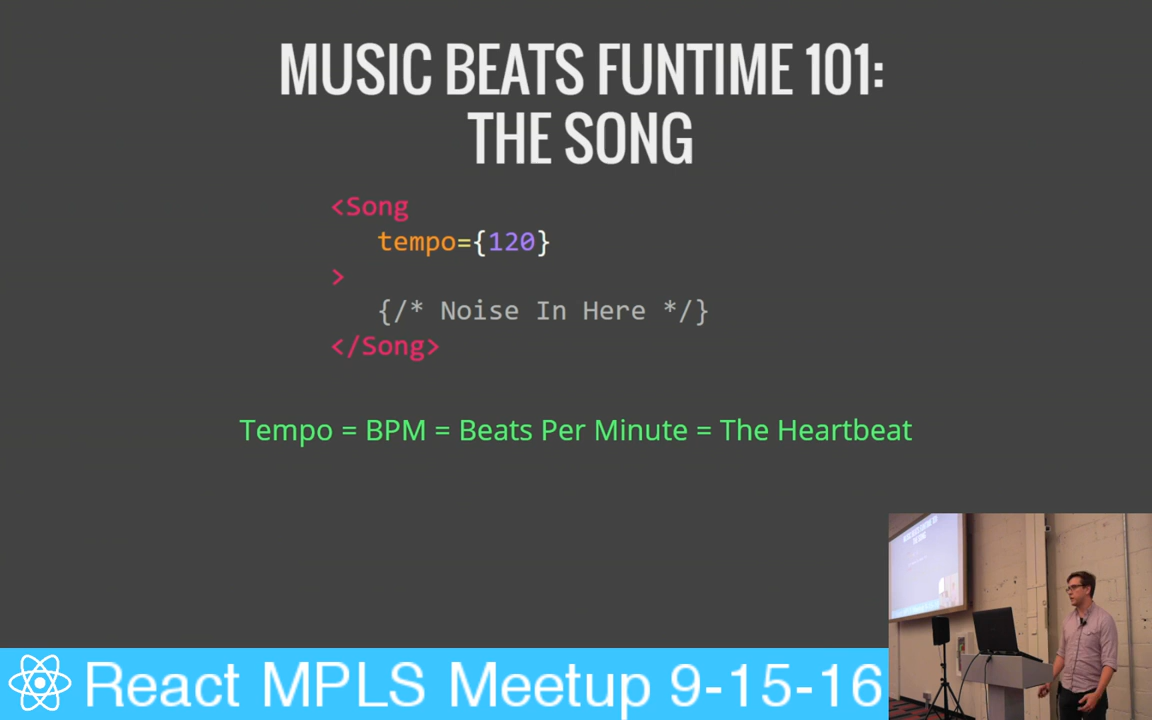 MUSIC BEATS FUNTIME 101:
THE SONG
<Song
tempo={120}
>
{/* Noise In Here */}
</Song>
Tempo = BPM = Beats Per Minute = The Heartbeat
React MPLS Meetup 9-15-16